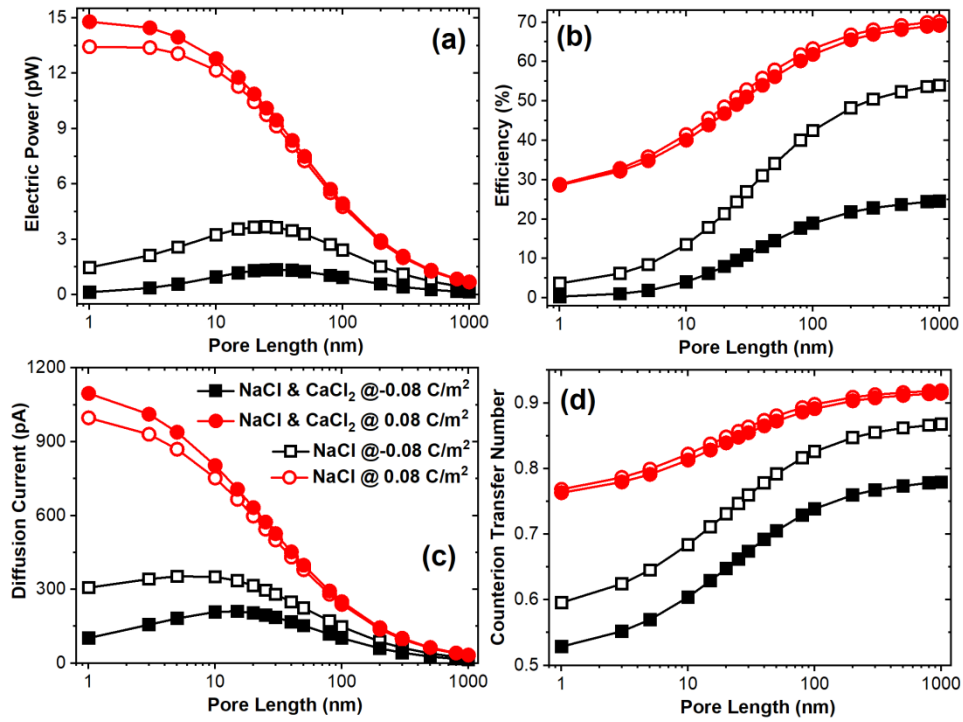 15
12
9
6
3
0
Electric Power (pW)
(a)
1
10
100
1000
Pore Length (nm)
70
60
50
40
30
20
10
0
Efficiency (%)
(b)
1
10
100
1000
Pore Length (nm)
1200
900
600
300
0
Diffusion Current (pA)
NaCl & CaCl₂ @-0.08 C/m²
NaCl & CaCl₂ @ 0.08 C/m²
NaCl @-0.08 C/m²
NaCl @ 0.08 C/m²
(c)
1
10
100
1000
Pore Length (nm)
0.9
0.8
0.7
0.6
0.5
Counterion Transfer Number
(d)
1
10
100
1000
Pore Length (nm)